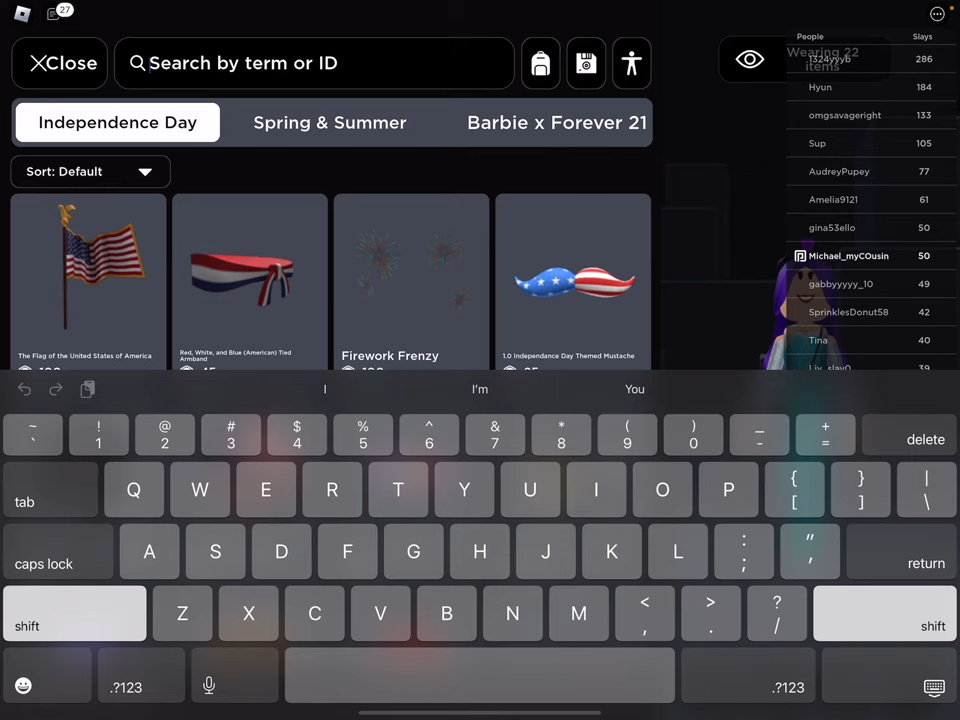 27
Close
Search by term or ID
Wearing 22
items
People Slays
1324yyyb 286
Hyun 184
omgsavageright 133
Sup 105
AudreyPupey 77
Amelia9121 61
gina53ello 50
Michael_myCOusin 50
gabbyyyyy_10 49
SprinklesDonut58 42
Tina 40
Liv_slay0 39
Independence Day Spring & Summer Barbie x Forever 21
Sort: Default
The Flag of the United States of America
Red, White, and Blue (American) Tied
Armband
Firework Frenzy
1.0 Independence Day Themed Mustache
I I'm You
~ ! @ # $ % ^ & * ( ) _ +
` 1 2 3 4 5 6 7 8 9 0 - = delete
tab Q W E R T Y U I O P { [ } ] | \
caps lock A S D F G H J K L : ; " ' return
shift Z X C V B N M < , > . ? / shift
.?123 .?123